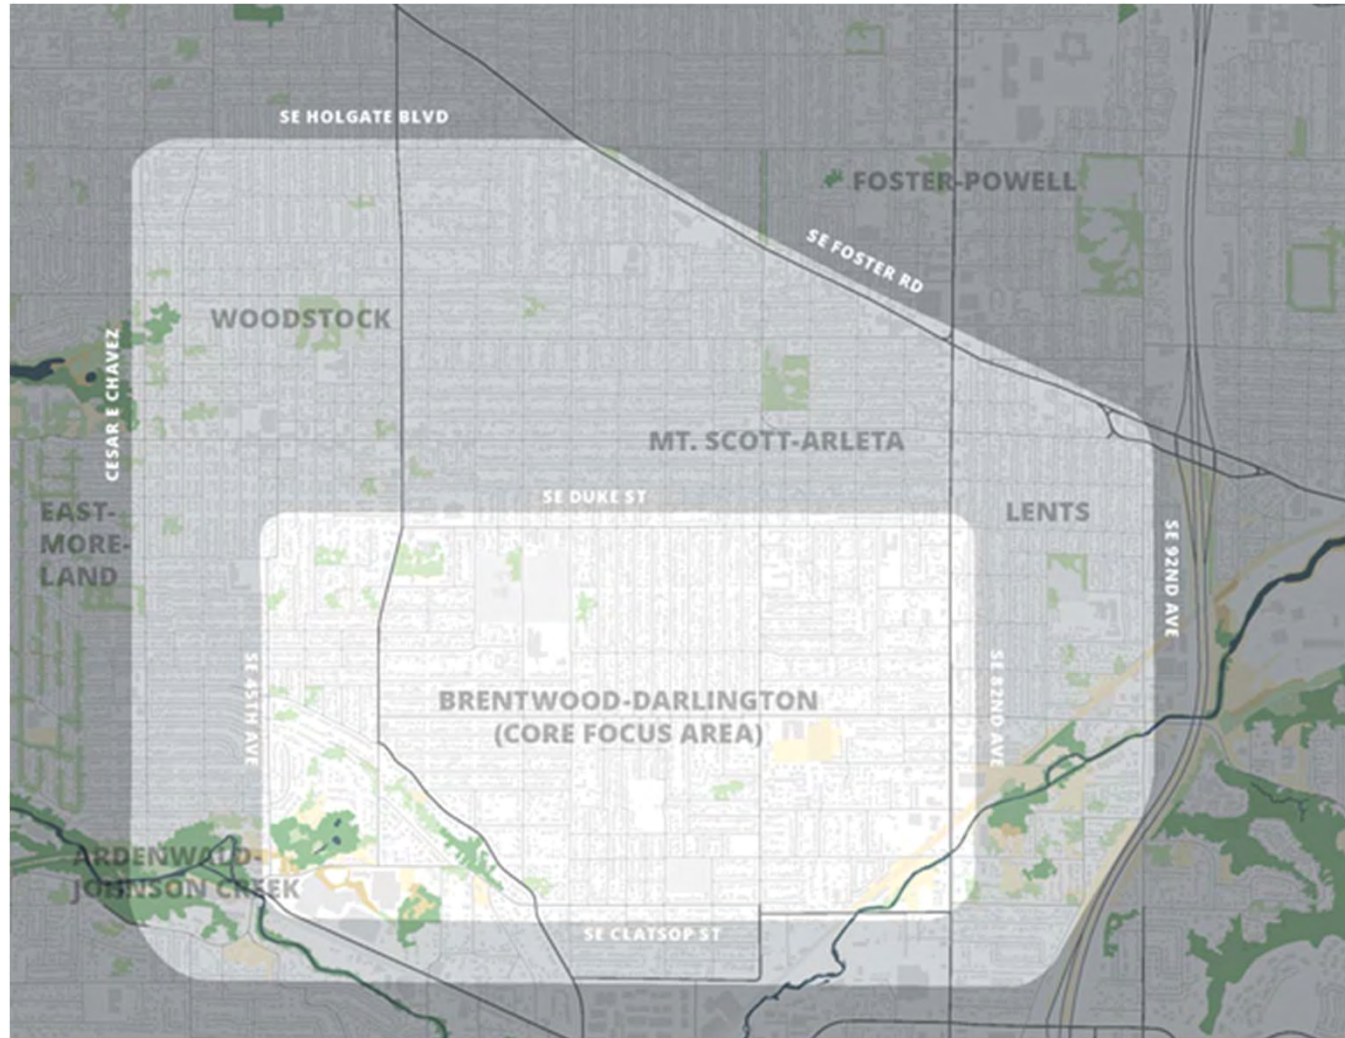 SE HOLGATE BLVD
FOSTER-POWELL
SE FOSTER RD
WOODSTOCK
CESAR E CHAVEZ
MT. SCOTT-ARLETA
SE DUKE ST
LENTS
EAST-
MORE-
LAND
SE 92ND AVE
SE 45TH AVE
SE 82ND AVE
BRENTWOOD-DARLINGTON
(CORE FOCUS AREA)
ARDENWALD-
JOHNSON CREEK
SE CLATSOP ST